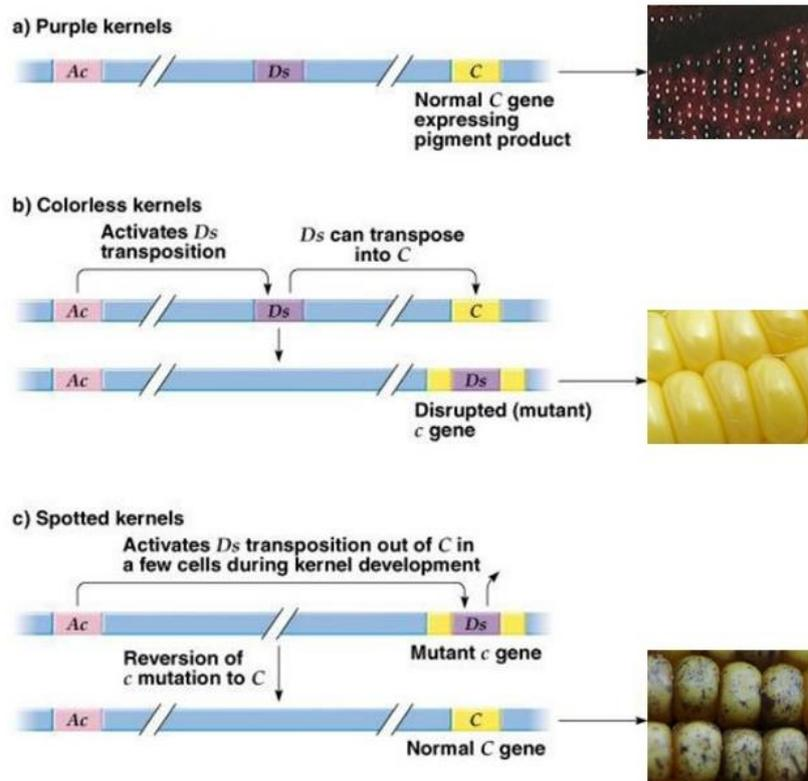 a) Purple kernels
Ac Ds C
Normal C gene
expressing
pigment product
b) Colorless kernels
Activates Ds
transposition
Ds can transpose
into C
Ac Ds C
Ac Ds
Disrupted (mutant)
c gene
c) Spotted kernels
Activates Ds transposition out of C in
a few cells during kernel development
Ac Ds
Reversion of
c mutation to C
Mutant c gene
Ac C
Normal C gene